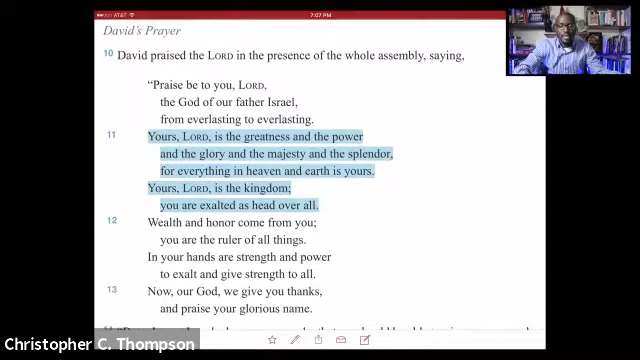 AT&T 7:07 PM
David's Prayer
10 David praised the LORD in the presence of the whole assembly, saying,
“Praise be to you, LORD,
the God of our father Israel,
from everlasting to everlasting.
11 Yours, LORD, is the greatness and the power
and the glory and the majesty and the splendor,
for everything in heaven and earth is yours.
Yours, LORD, is the kingdom;
you are exalted as head over all.
12 Wealth and honor come from you;
you are the ruler of all things.
In your hands are strength and power
to exalt and give strength to all.
13 Now, our God, we give you thanks,
and praise your glorious name.
Christopher C. Thompson